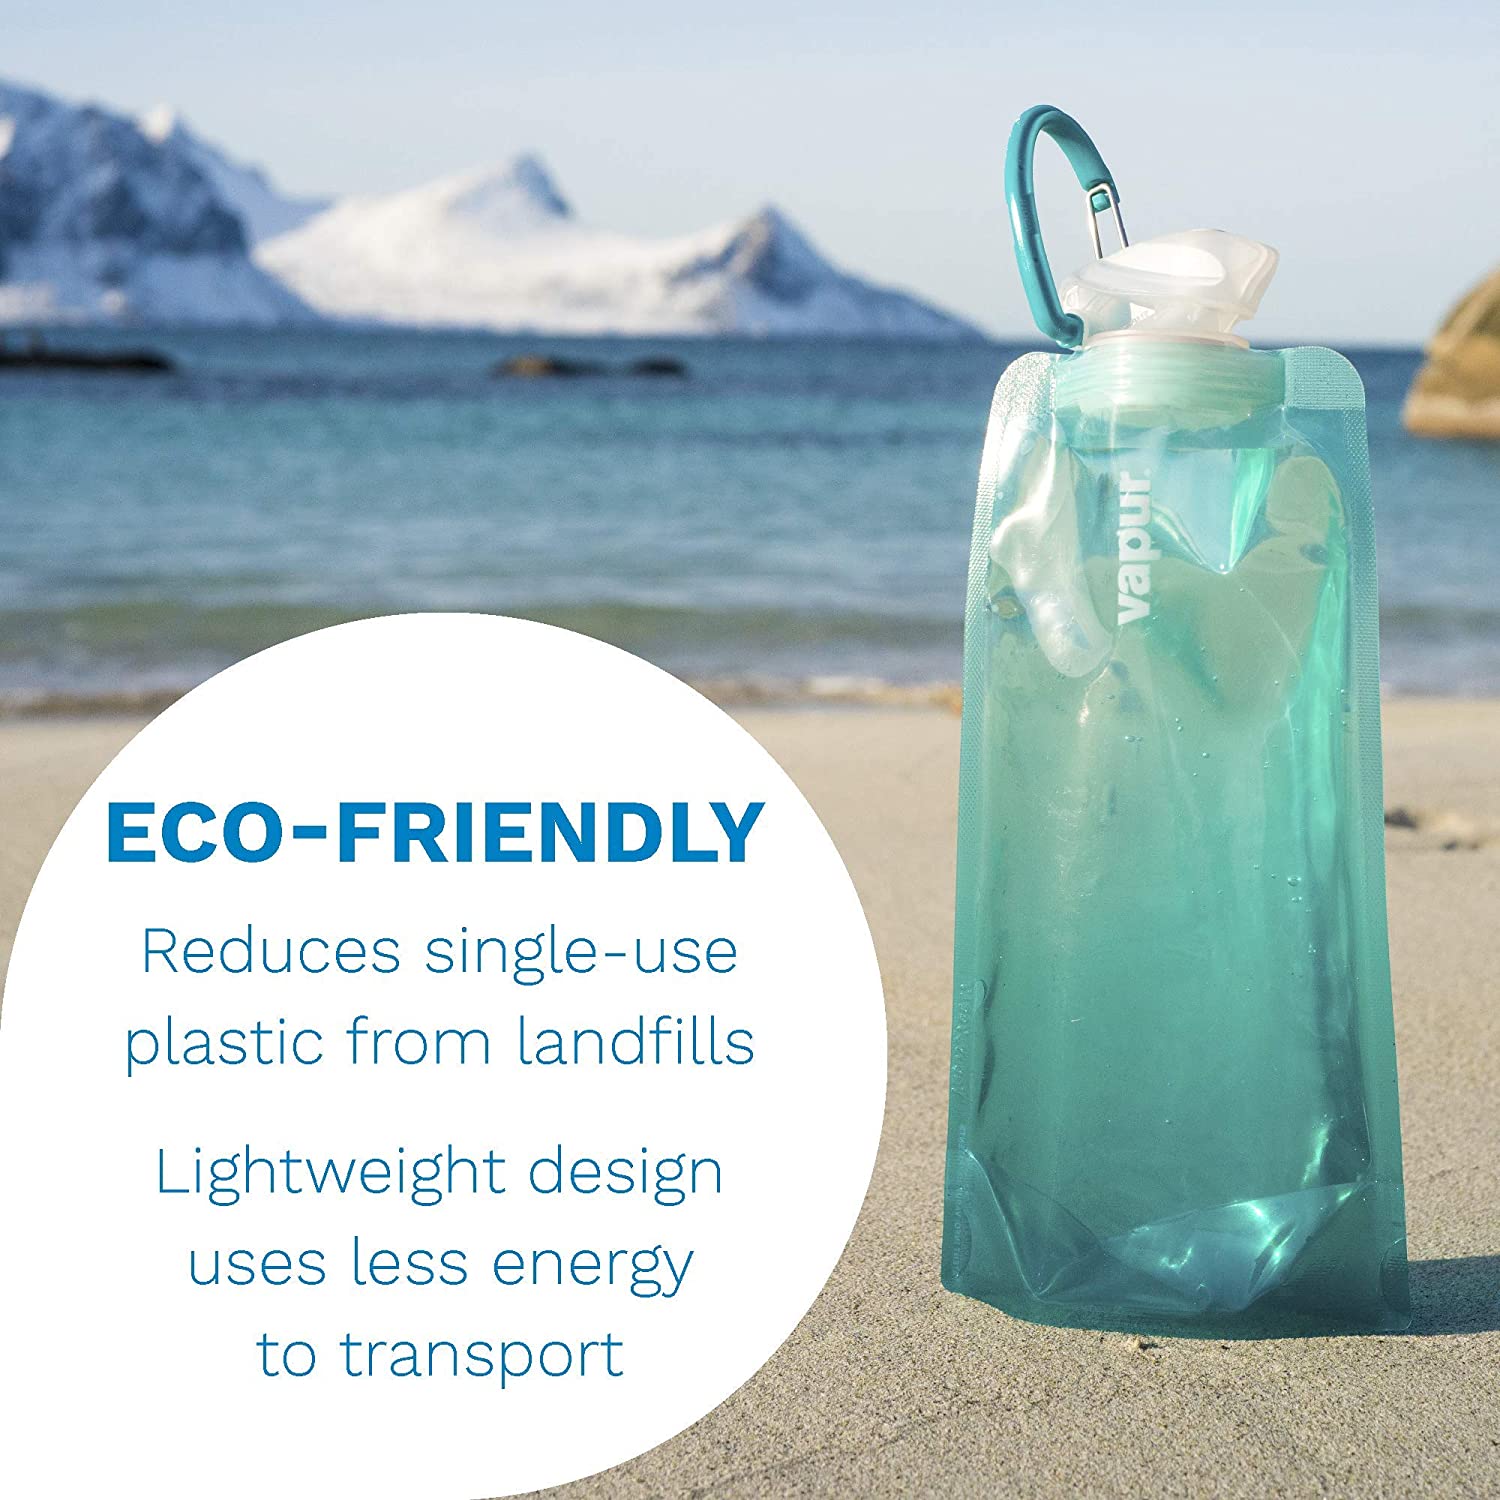 ECO-FRIENDLY
Reduces single-use
plastic from landfills
Lightweight design
uses less energy
to transport
vapur.